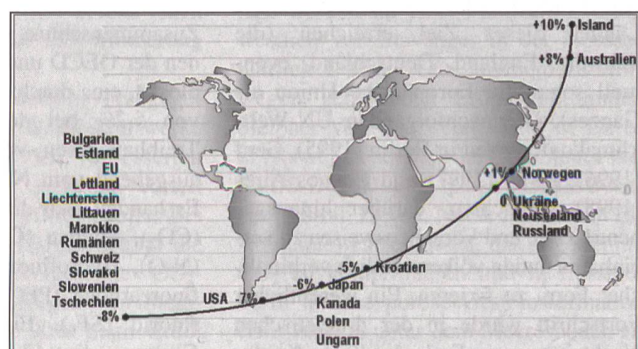 +10% Island
+8% Australien
+1% Norwegen
0 Ukraine
Neuseeland
Russland
-5% Kroatien
-6% Japan
Kanada
Polen
Ungarn
USA -7%
Bulgarien
Estland
EU
Lettland
Liechtenstein
Littauen
Marokko
Rumänien
Schweiz
Slovakei
Slowenien
Tschechien
-8%